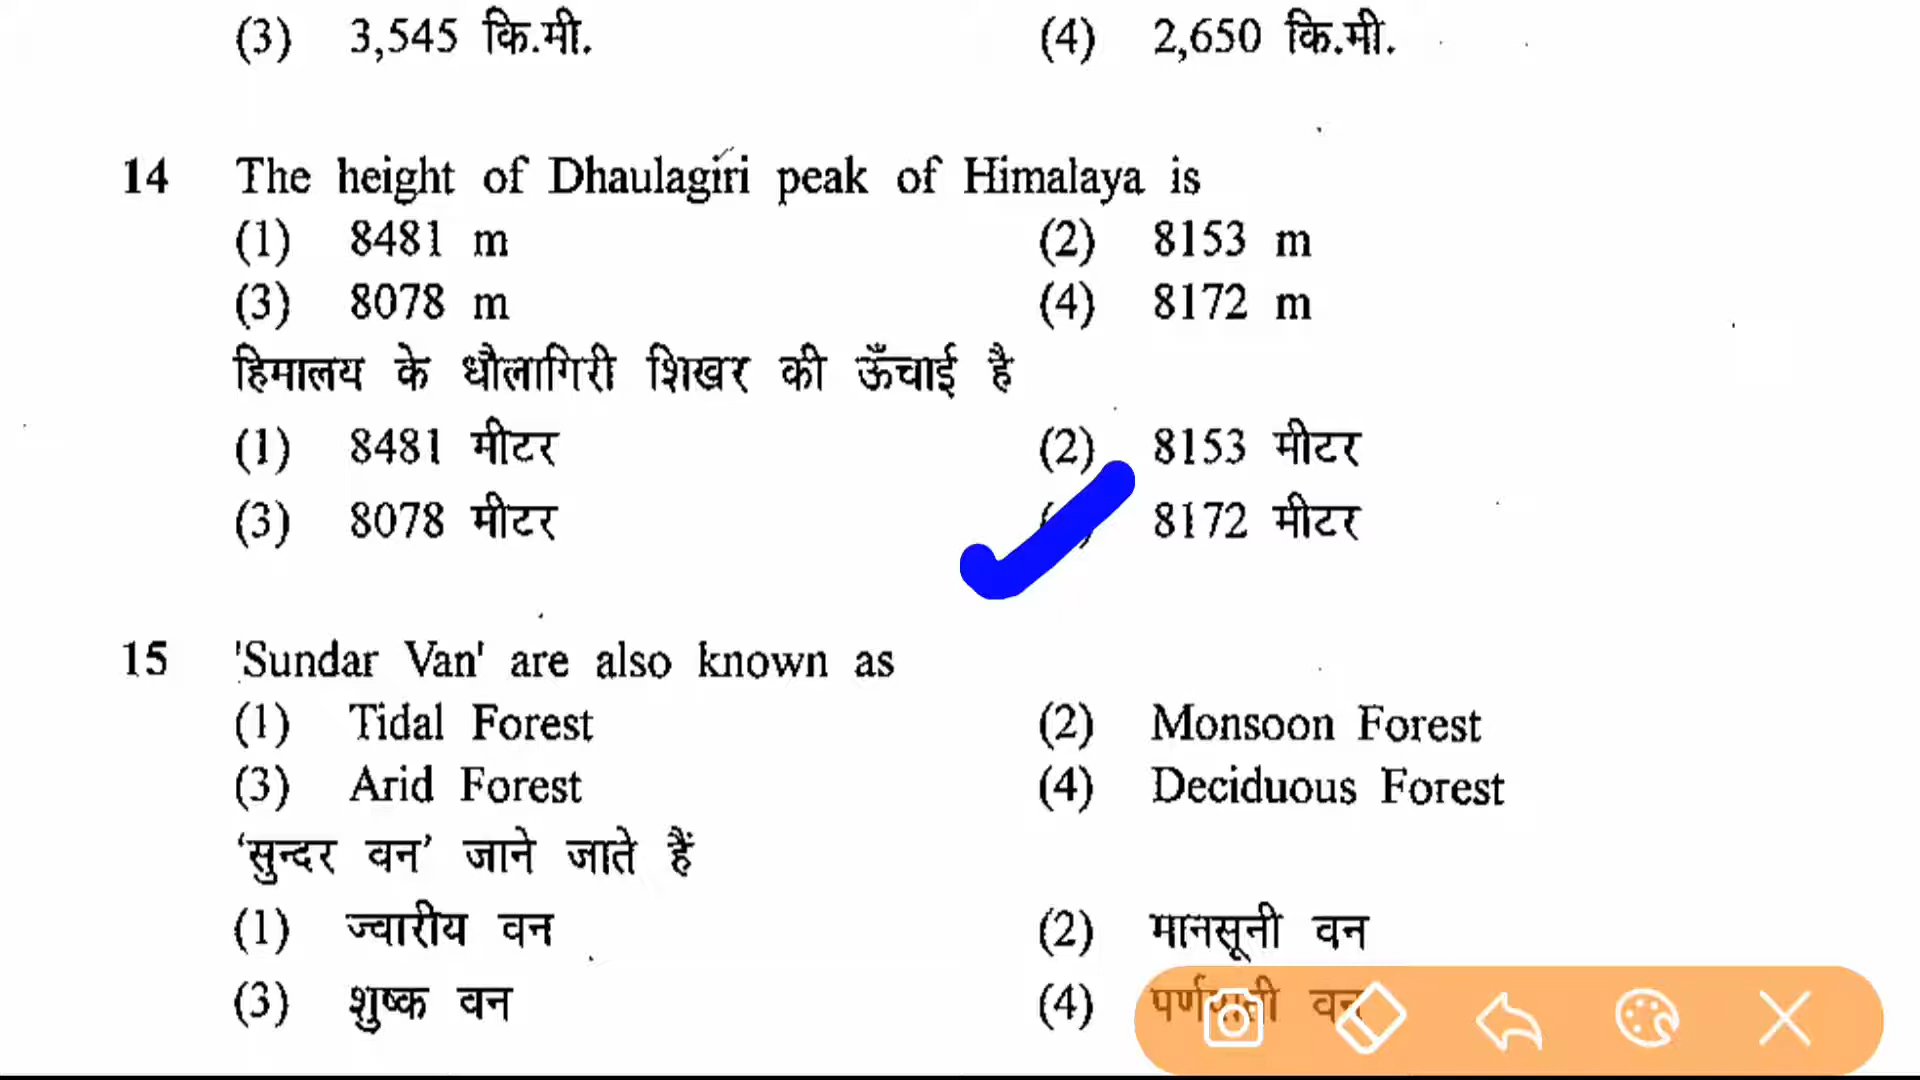 (3) 3,545 कि.मी. (4) 2,650 कि.मी.
14 The height of Dhaulagiri peak of Himalaya is
(1) 8481 m (2) 8153 m
(3) 8078 m (4) 8172 m
हिमालय के धौलागिरी शिखर की ऊँचाई है
(1) 8481 मीटर (2) 8153 मीटर
(3) 8078 मीटर 8172 मीटर
15 'Sundar Van' are also known as
(1) Tidal Forest (2) Monsoon Forest
(3) Arid Forest (4) Deciduous Forest
‘सुन्दर वन’ जाने जाते हैं
(1) ज्वारीय वन (2) मानसूनी वन
(3) शुष्क वन (4) वन